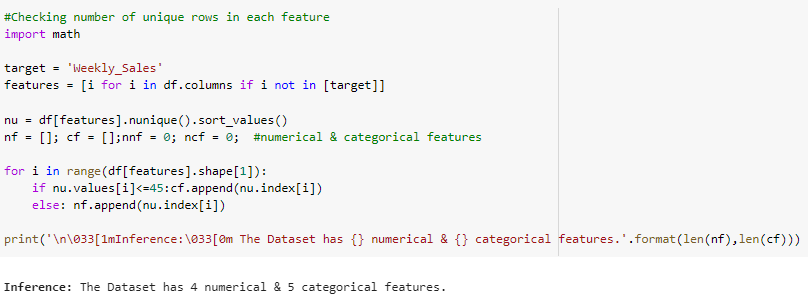 #Checking number of unique rows in each feature
import math
target = 'Weekly_Sales'
features = [i for i in df.columns if i not in [target]]
nu = df[features].nunique().sort_values()
nf = []; cf = [];nnf = 0; ncf = 0;  #numerical & categorical features
for i in range(df[features].shape[1]):
    if nu.values[i]<=45:cf.append(nu.index[i])
    else: nf.append(nu.index[i])
print('\n\033[1mInference:\033[0m The Dataset has {} numerical & {} categorical features.'.format(len(nf),len(cf)))
Inference: The Dataset has 4 numerical & 5 categorical features.